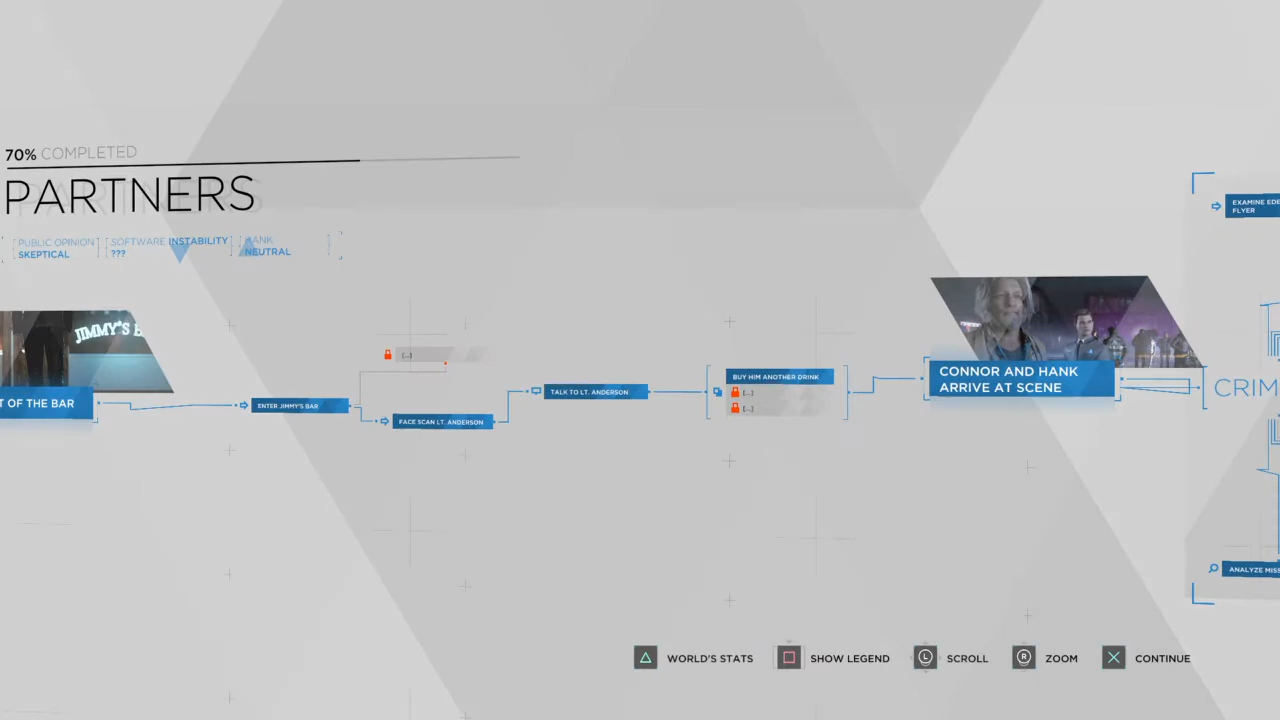 70% COMPLETED
PARTNERS
PUBLIC OPINION
SKEPTICAL
SOFTWARE INSTABILITY
???
HANK
NEUTRAL
JIMMY'S B
T OF THE BAR
ENTER JIMMY'S BAR
[...]
FACE SCAN LT. ANDERSON
TALK TO LT. ANDERSON
BUY HIM ANOTHER DRINK
[...]
[...]
CONNOR AND HANK
ARRIVE AT SCENE
EXAMINE EDE
FLYER
CRIM
ANALYZE MISS
WORLD'S STATS
SHOW LEGEND
L
SCROLL
R
ZOOM
CONTINUE